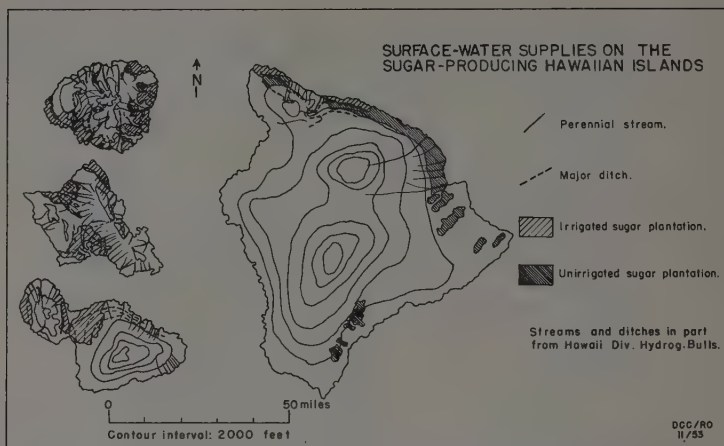 SURFACE-WATER SUPPLIES ON THE
SUGAR-PRODUCING HAWAIIAN ISLANDS
N
Perennial stream.
Major ditch.
Irrigated sugar plantation.
Unirrigated sugar plantation.
Streams and ditches in part
from Hawaii Div. Hydrog. Bulls.
0 50 miles
Contour interval: 2000 feet
DCC/RO
11/53